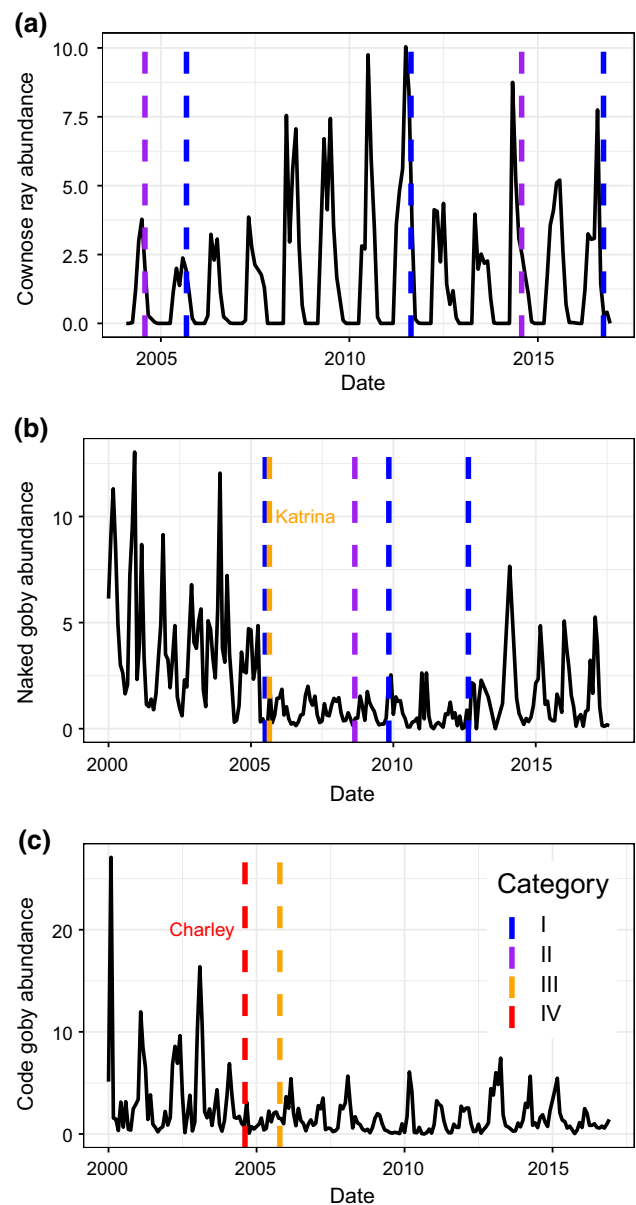 (a)
Cownose ray abundance
10.0
7.5
5.0
2.5
0.0
2005 2010 2015
Date
(b)
Naked goby abundance
10
5
0
Katrina
2000 2005 2010 2015
Date
(c)
Code goby abundance
20
10
0
Charley
Category
I
II
III
IV
2000 2005 2010 2015
Date